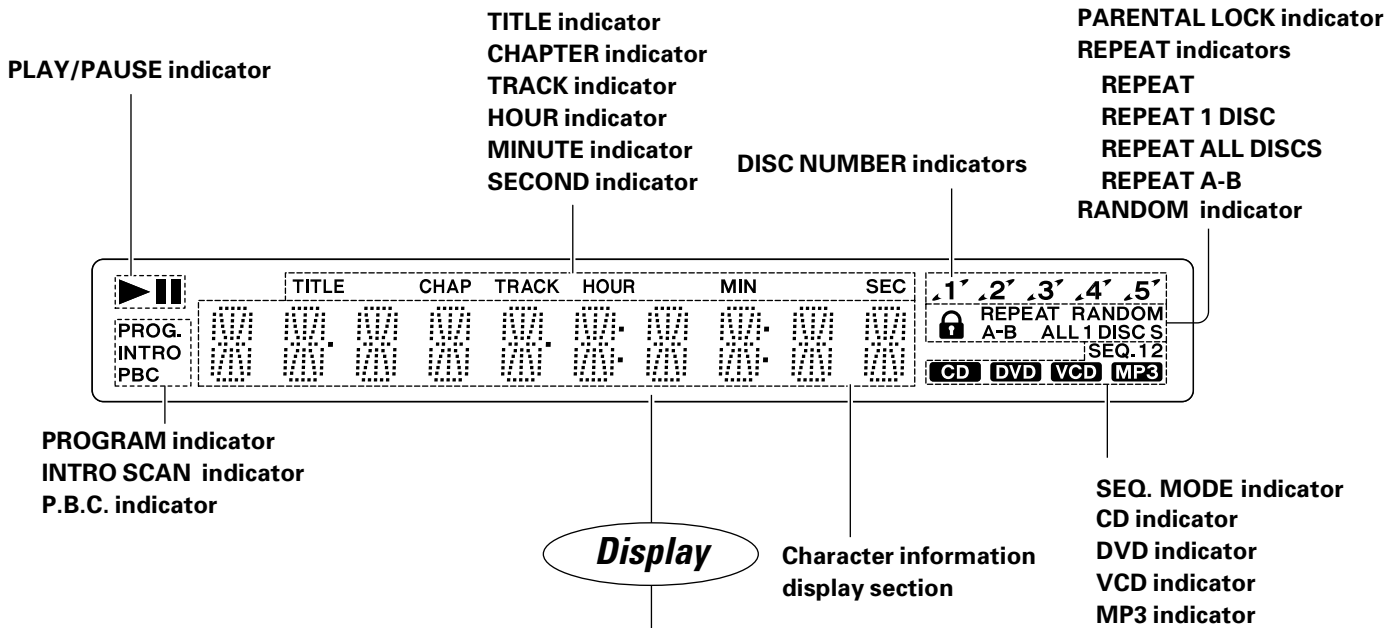 PLAY/PAUSE indicator
TITLE indicator
CHAPTER indicator
TRACK indicator
HOUR indicator
MINUTE indicator
SECOND indicator
DISC NUMBER indicators
PARENTAL LOCK indicator
REPEAT indicators
REPEAT
REPEAT 1 DISC
REPEAT ALL DISCS
REPEAT A-B
RANDOM indicator
TITLE CHAP TRACK HOUR MIN SEC
1 2 3 4 5
PROG.
INTRO
PBC
REPEAT RANDOM
A-B ALL 1 DISC S
SEQ. 12
CD DVD VCD MP3
PROGRAM indicator
INTRO SCAN indicator
P.B.C. indicator
Display
Character information
display section
SEQ. MODE indicator
CD indicator
DVD indicator
VCD indicator
MP3 indicator